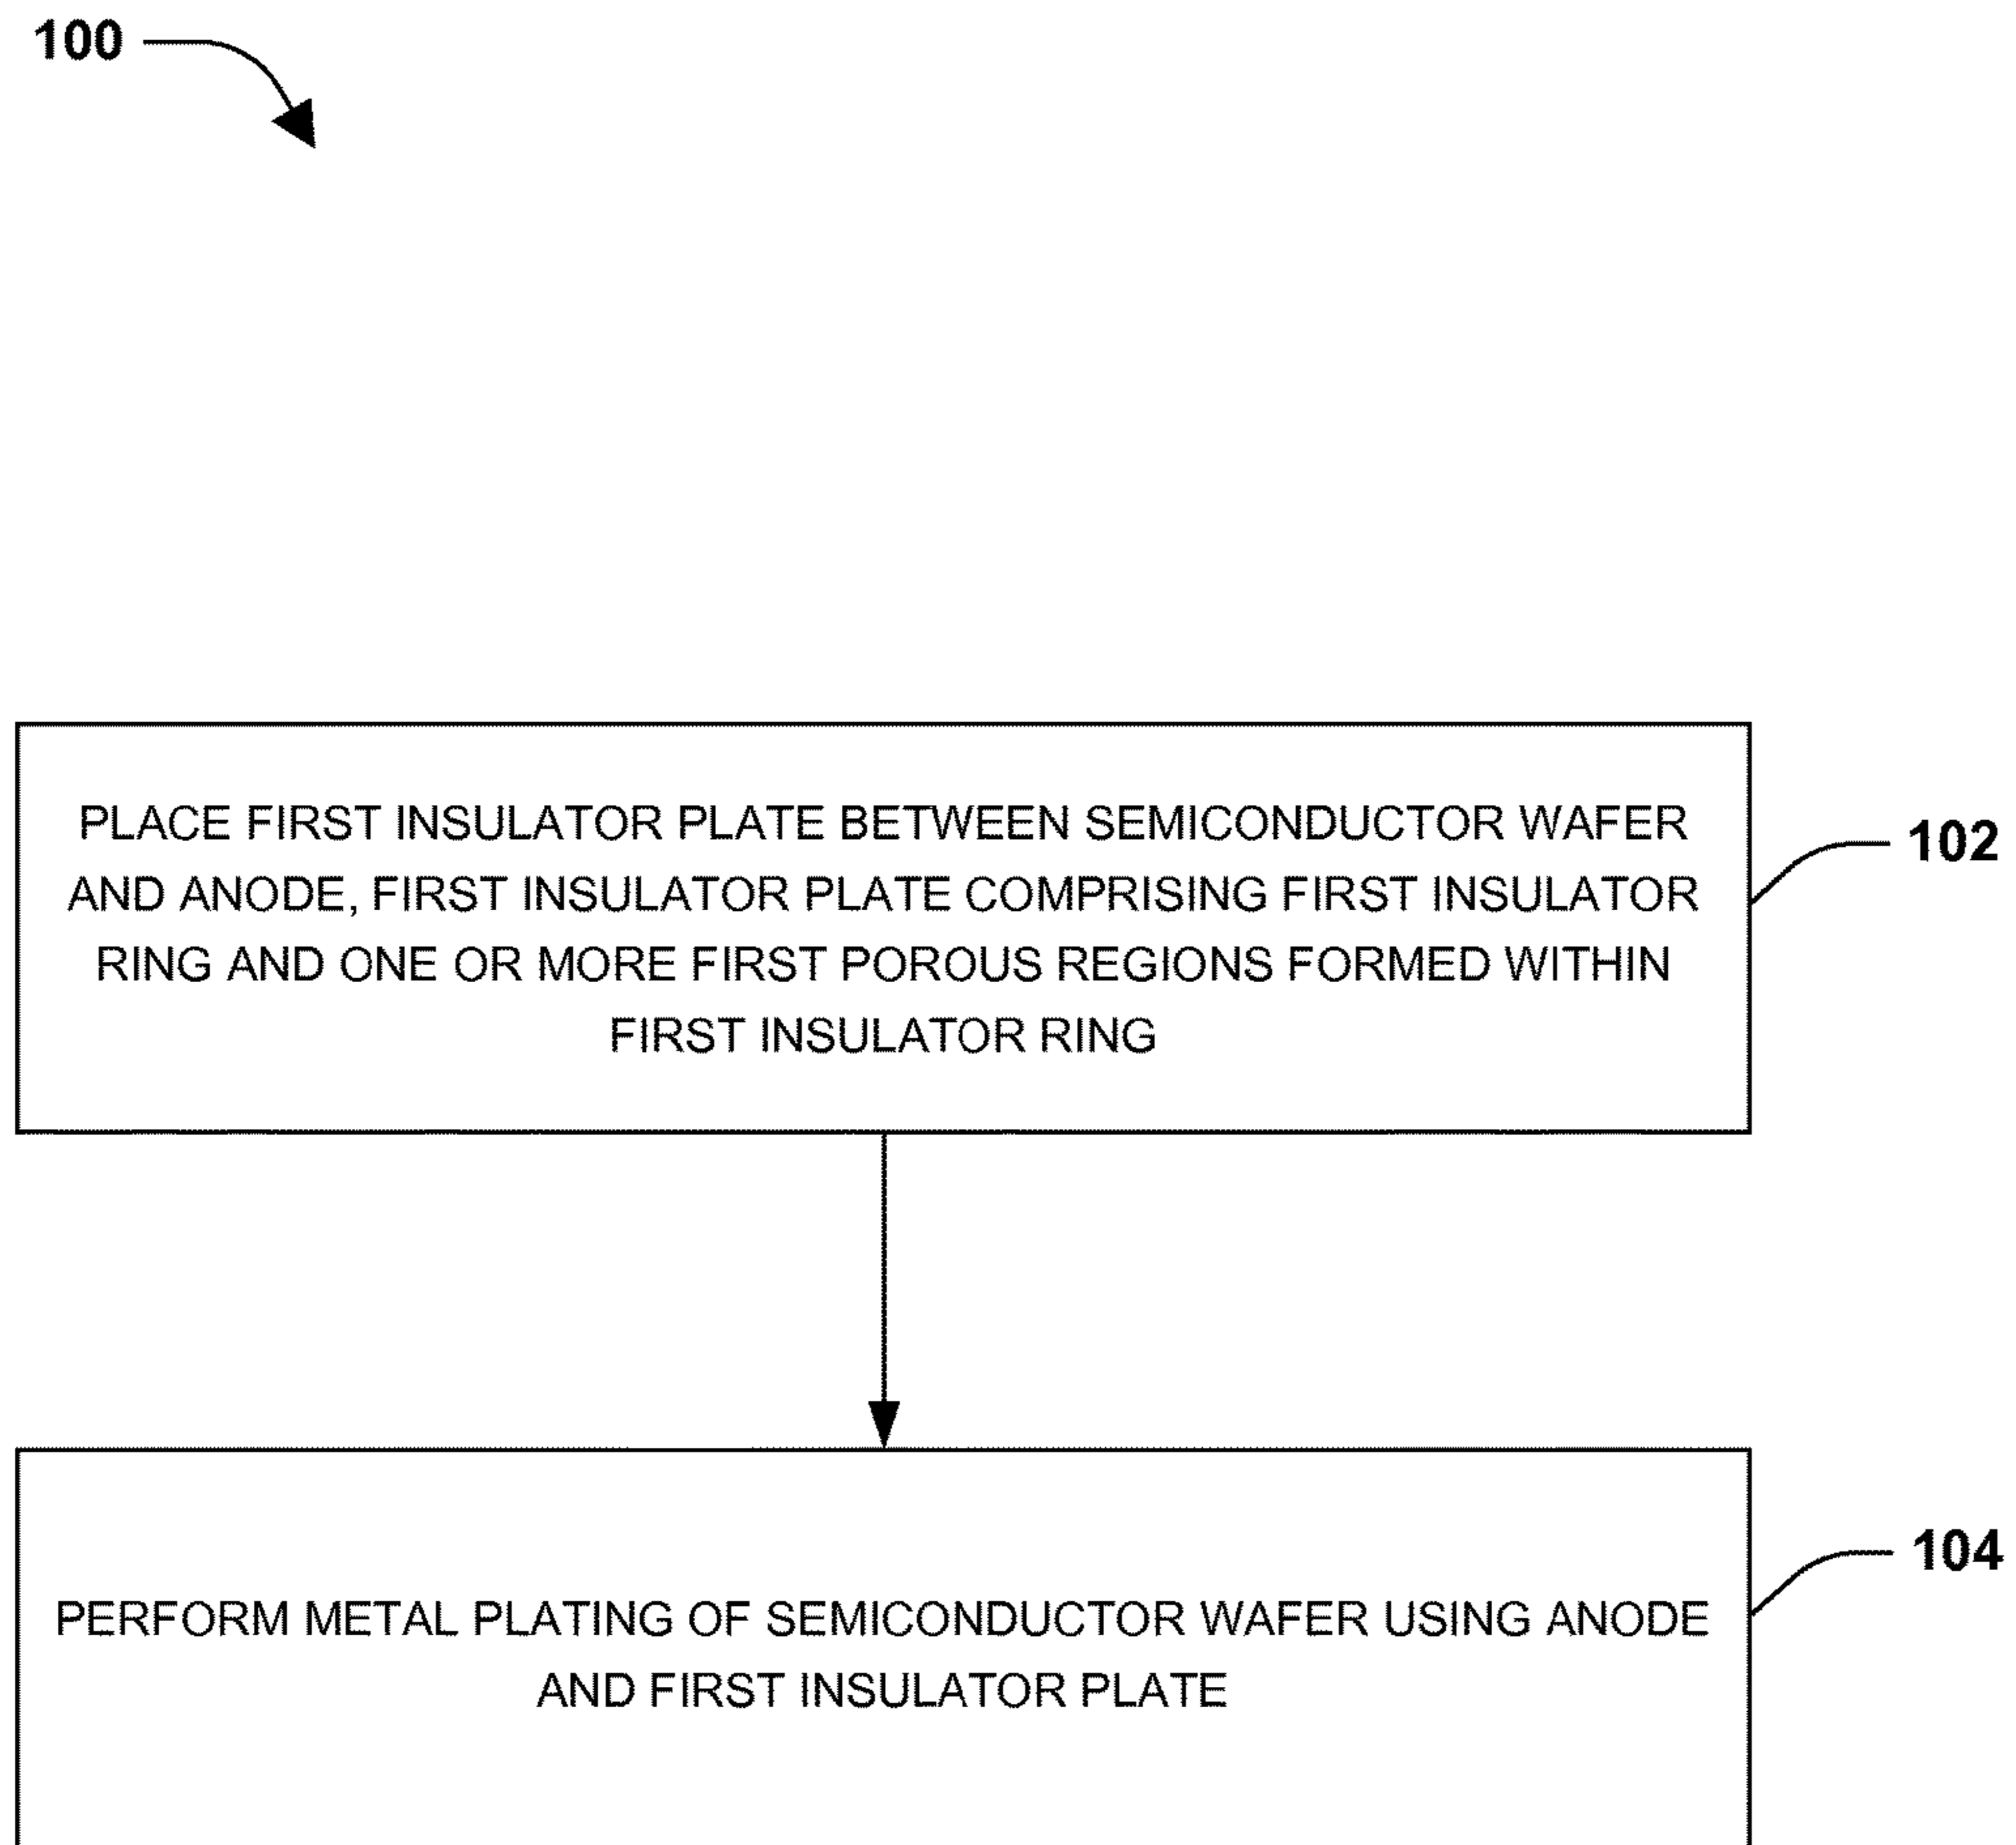 100
PLACE FIRST INSULATOR PLATE BETWEEN SEMICONDUCTOR WAFER
AND ANODE, FIRST INSULATOR PLATE COMPRISING FIRST INSULATOR
RING AND ONE OR MORE FIRST POROUS REGIONS FORMED WITHIN
FIRST INSULATOR RING
102
PERFORM METAL PLATING OF SEMICONDUCTOR WAFER USING ANODE
AND FIRST INSULATOR PLATE
104